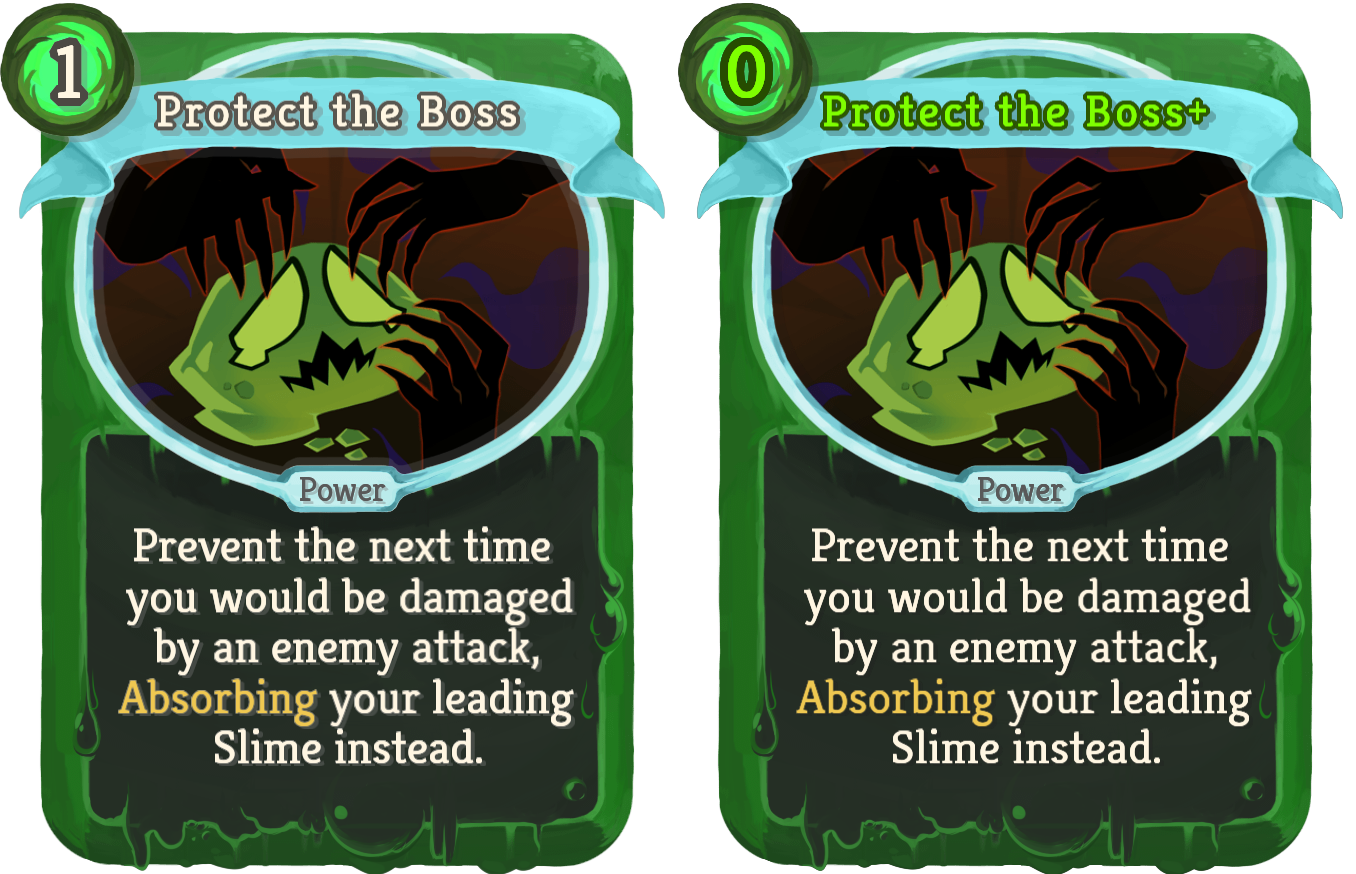 1
Protect the Boss
Power
Prevent the next time
you would be damaged
by an enemy attack,
Absorbing your leading
Slime instead.
0
Protect the Boss+
Power
Prevent the next time
you would be damaged
by an enemy attack,
Absorbing your leading
Slime instead.